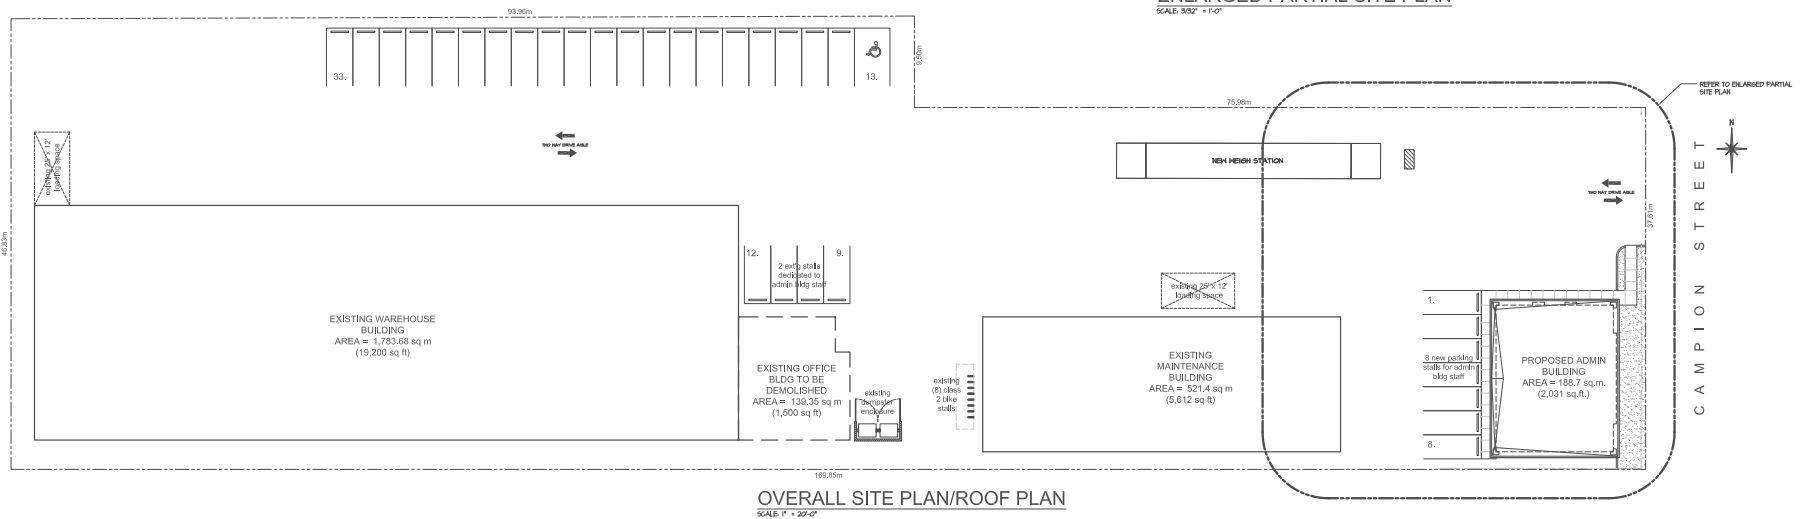 ENLARGED PARTIAL SITE PLAN
SCALE: 3/32" = 1'-0"
93,96m
33.
13.
9,50m
75,98m
REFER TO ENLARGED PARTIAL
SITE PLAN
N
existing 25' x 12'
loading space
TWO WAY DRIVE AISLE
NEW WEIGH STATION
TWO WAY DRIVE AISLE
37,61m
46,83m
CAMPION STREET
12.
9.
2 ext'g stalls
dedicated to
admin bldg staff
existing 25' x 12'
loading space
1.
EXISTING WAREHOUSE
BUILDING
AREA = 1,783.68 sq m
(19,200 sq ft)
EXISTING OFFICE
BLDG TO BE
DEMOLISHED
AREA = 139.35 sq m
(1,500 sq ft)
existing
dumpster
enclosure
existing
(6) class
2 bike
stalls
EXISTING
MAINTENANCE
BUILDING
AREA = 521.4 sq m
(5,612 sq ft)
8 new parking
stalls for admin
bldg staff
PROPOSED ADMIN
BUILDING
AREA = 188.7 sq.m.
(2,031 sq.ft.)
8.
169,85m
OVERALL SITE PLAN/ROOF PLAN
SCALE: 1" = 20'-0"